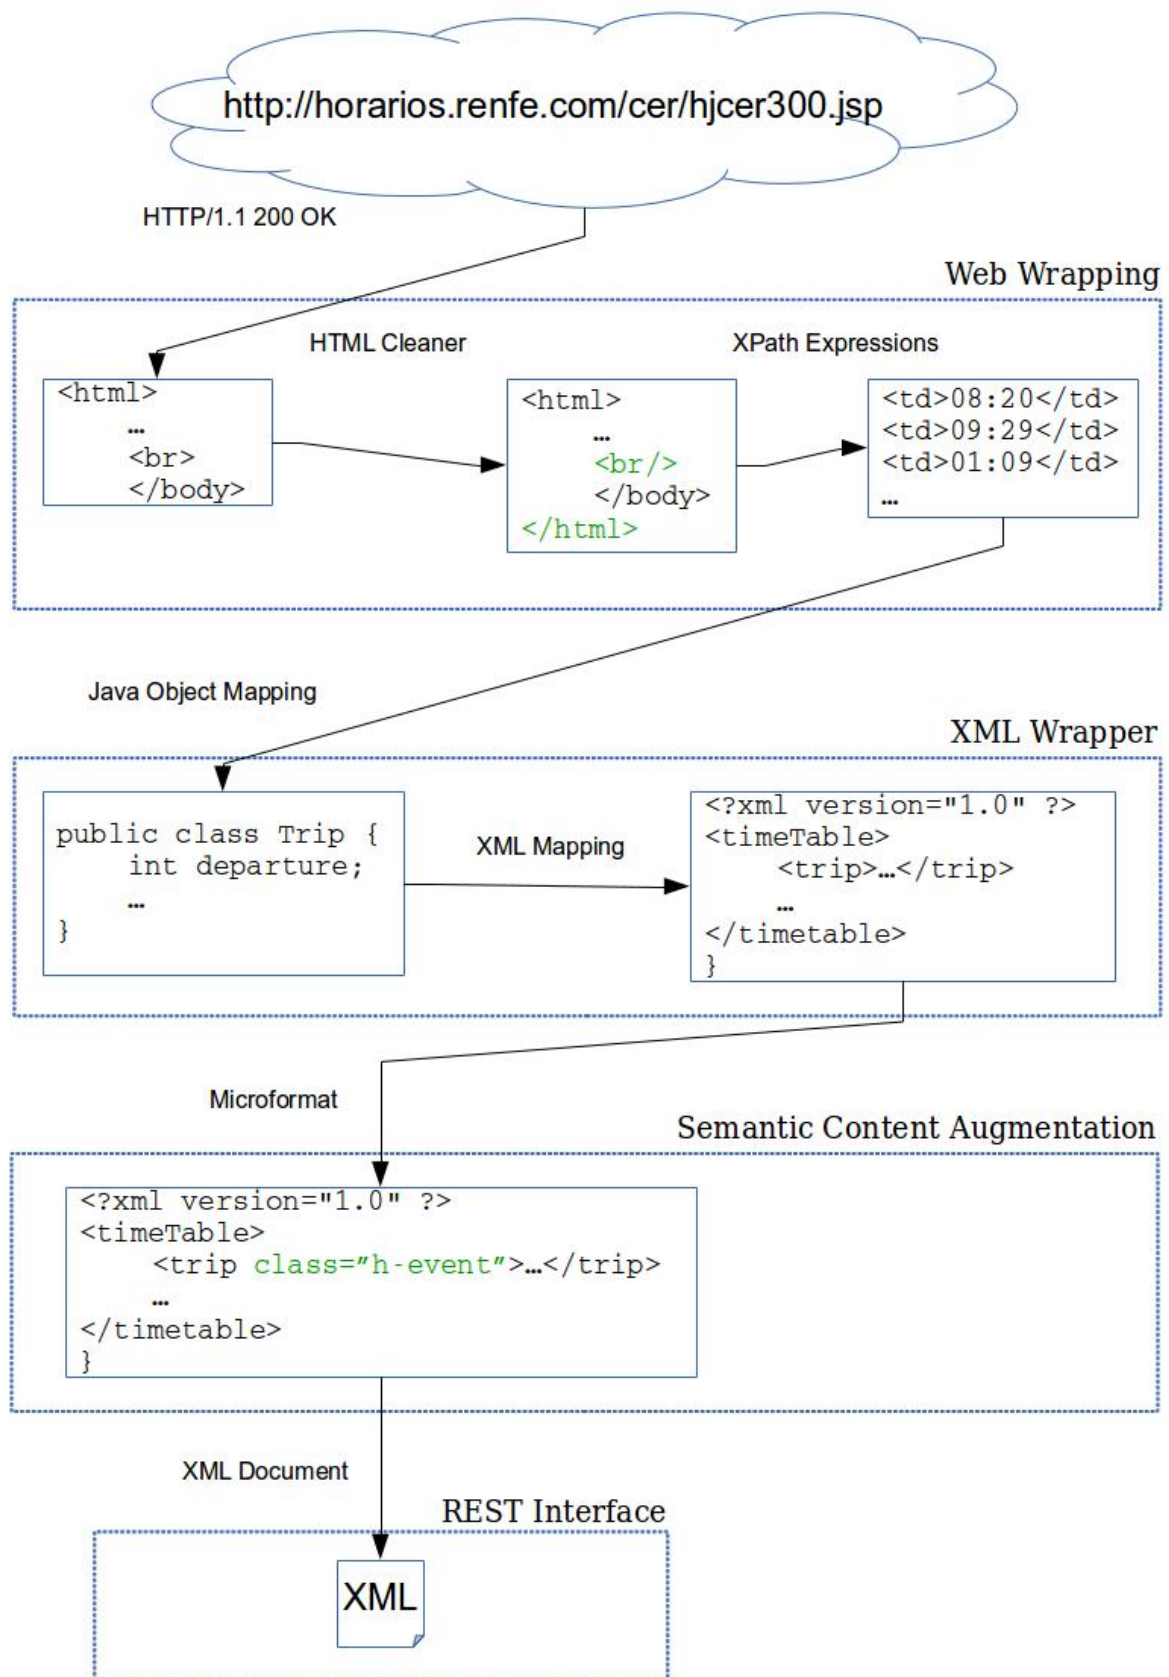 http://horarios.renfe.com/cer/hjcer300.jsp
HTTP/1.1 200 OK
Web Wrapping
HTML Cleaner
XPath Expressions
<html>
…
<br>
</body>
<html>
…
<br/>
</body>
</html>
<td>08:20</td>
<td>09:29</td>
<td>01:09</td>
…
Java Object Mapping
XML Wrapper
public class Trip {
int departure;
…
}
XML Mapping
<?xml version="1.0" ?>
<timeTable>
<trip>…</trip>
…
</timetable>
}
Microformat
Semantic Content Augmentation
<?xml version="1.0" ?>
<timeTable>
<trip class="h-event">…</trip>
…
</timetable>
}
XML Document
REST Interface
XML